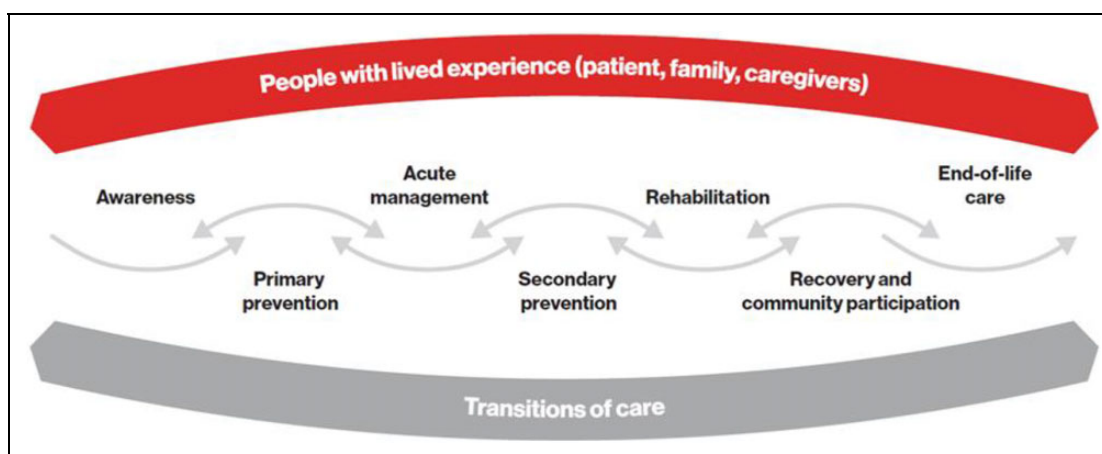 People with lived experience (patient, family, caregivers)
Awareness
Acute
management
Rehabilitation
End-of-life
care
Primary
prevention
Secondary
prevention
Recovery and
community participation
Transitions of care